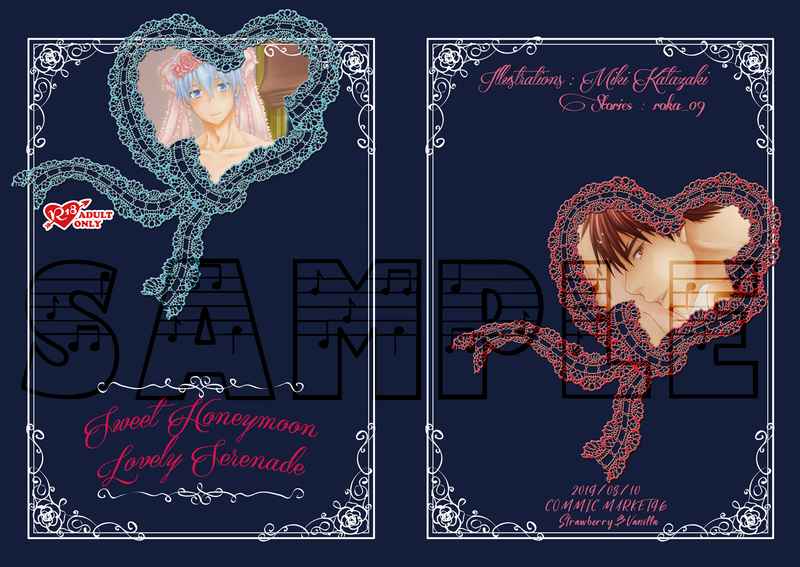 R18 ADULT
ONLY
Sweet Honeymoon
Lovely Serenade
Illustrations : Miki Katazaki
Stories : roka_09
2019/08/10
COMMIC MARKET96
Strawberry Vanilla
SAMPLE